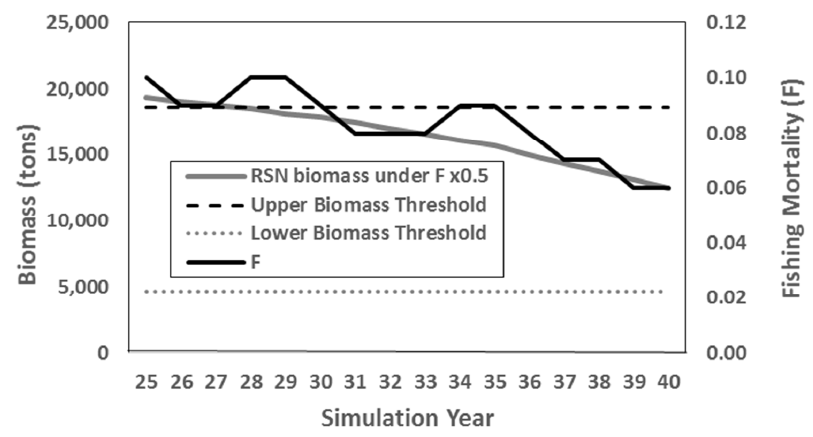 25,000
20,000
15,000
10,000
5,000
0
Biomass (tons)
0.12
0.10
0.08
0.06
0.04
0.02
0.00
Fishing Mortality (F)
RSN biomass under F x0.5
Upper Biomass Threshold
Lower Biomass Threshold
F
25 26 27 28 29 30 31 32 33 34 35 36 37 38 39 40
Simulation Year